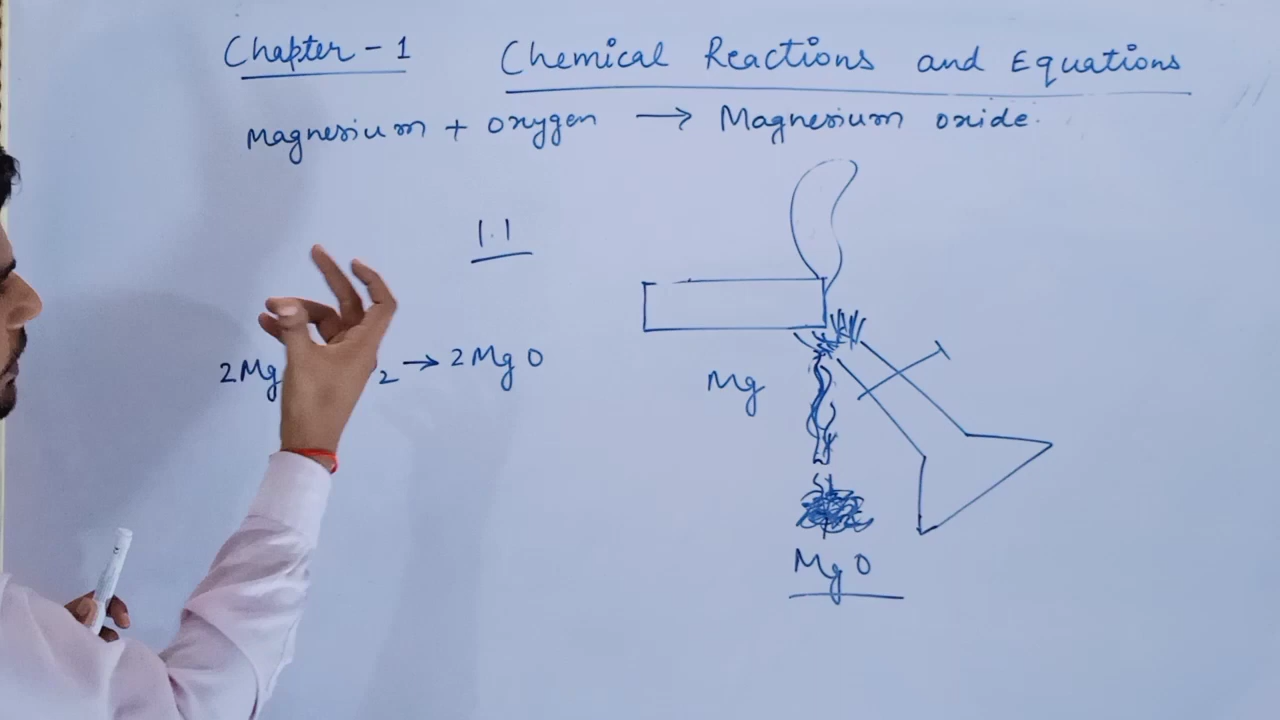 Chapter - 1 Chemical Reactions and Equations
Magnesium + Oxygen → Magnesium oxide.
1.1
2Mg 2 → 2MgO
Mg
MgO